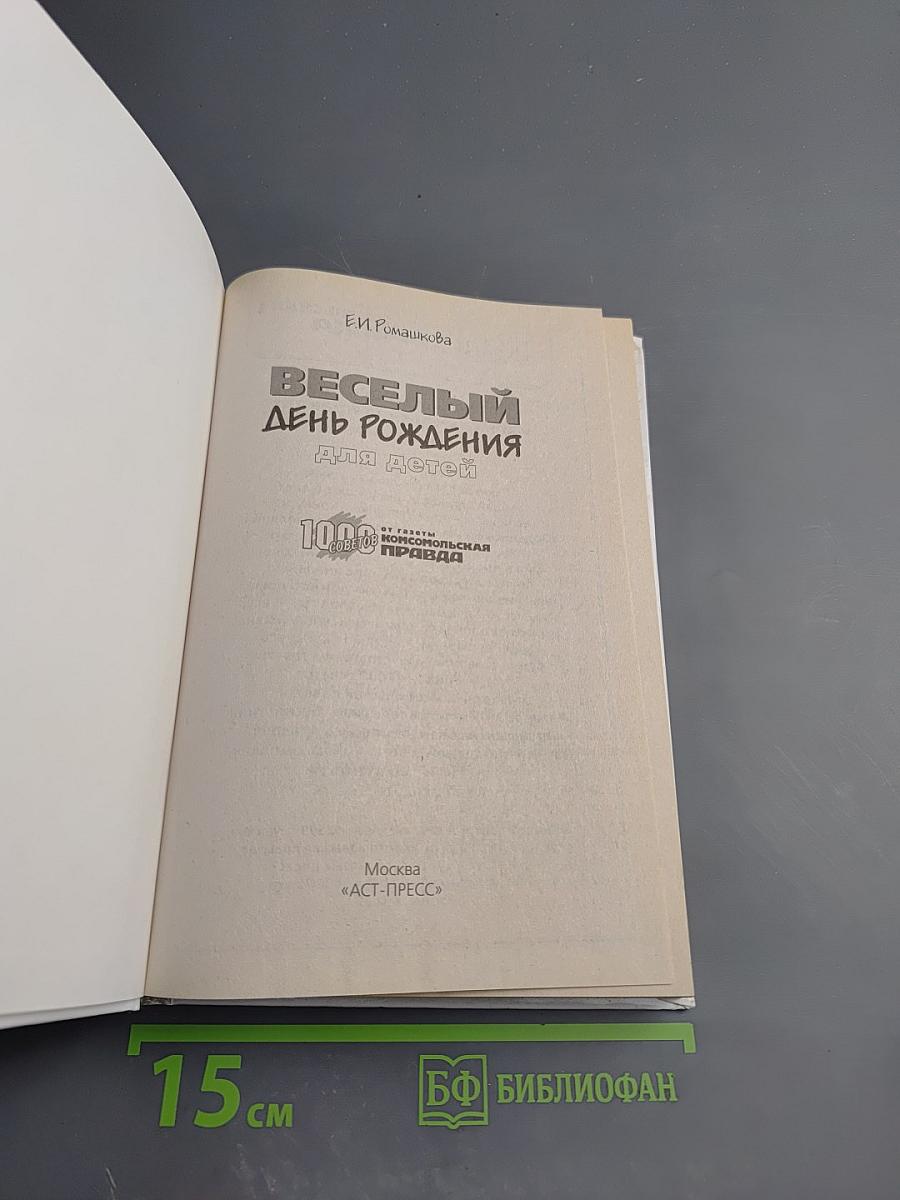 Е.И. Ромашкова
ВЕСЕЛЫЙ
ДЕНЬ РОЖДЕНИЯ
для детей
1000
СОВЕТОВ
от газеты
КОМСОМОЛЬСКАЯ
ПРАВДА
Москва
«АСТ-ПРЕСС»
15 см
БФ БИБЛИОФАН